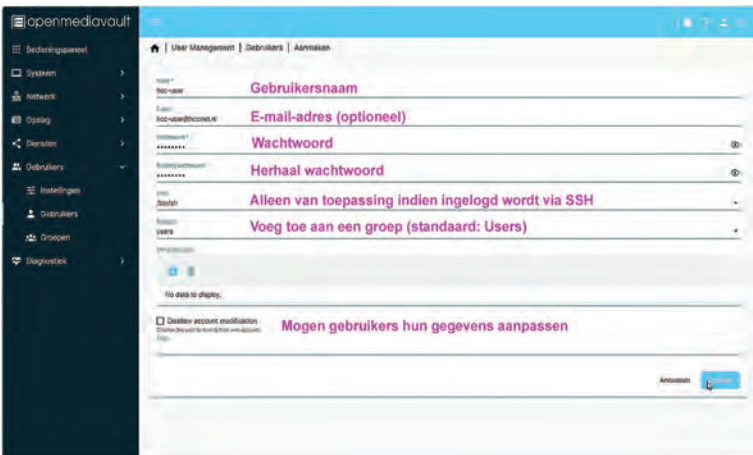 openmediavault
Bedieningspaneel
Systeem
Netwerk
Opslag
Diensten
Gebruikers
Instellingen
Gebruikers
Groepen
Diagnostiek
| User Management | Gebruikers | Aanmaken
Name *
hcc-user Gebruikersnaam
hcc-user@hccnet.nl E-mail-adres (optioneel)
Wachtwoord *
Wachtwoord
Herhaal wachtwoord
/bin/sh Alleen van toepassing indien ingelogd wordt via SSH
users Voeg toe aan een groep (standaard: Users)
No data to display.
Disallow account modification
Mogen gebruikers hun gegevens aanpassen
Annuleren